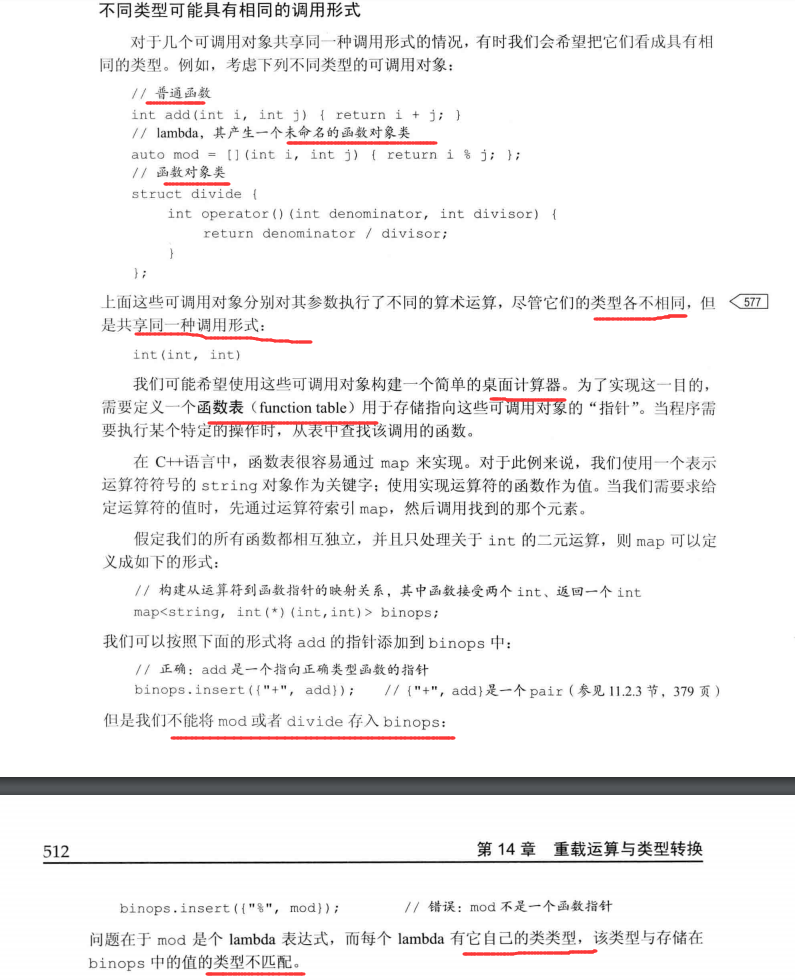 不同类型可能具有相同的调用形式
对于几个可调用对象共享同一种调用形式的情况，有时我们会希望把它们看成具有相
同的类型。例如，考虑下列不同类型的可调用对象：
// 普通函数
int add(int i, int j) { return i + j; }
// lambda，其产生一个未命名的函数对象类
auto mod = [](int i, int j) { return i % j; };
// 函数对象类
struct divide {
int operator()(int denominator, int divisor) {
return denominator / divisor;
}
};
上面这些可调用对象分别对其参数执行了不同的算术运算，尽管它们的类型各不相同，但
577
是共享同一种调用形式：
int(int, int)
我们可能希望使用这些可调用对象构建一个简单的桌面计算器。为了实现这一目的，
需要定义一个函数表（function table）用于存储指向这些可调用对象的“指针”。当程序需
要执行某个特定的操作时，从表中查找该调用的函数。
在 C++语言中，函数表很容易通过 map 来实现。对于此例来说，我们使用一个表示
运算符符号的 string 对象作为关键字；使用实现运算符的函数作为值。当我们需要求给
定运算符的值时，先通过运算符索引 map，然后调用找到的那个元素。
假定我们的所有函数都相互独立，并且只处理关于 int 的二元运算，则 map 可以定
义成如下的形式：
// 构建从运算符到函数指针的映射关系，其中函数接受两个 int、返回一个 int
map<string, int(*)(int,int)> binops;
我们可以按照下面的形式将 add 的指针添加到 binops 中：
// 正确：add 是一个指向正确类型函数的指针
binops.insert({"+", add}); // {"+", add}是一个 pair（参见 11.2.3 节，379 页）
但是我们不能将 mod 或者 divide 存入 binops：
512 第 14 章 重载运算与类型转换
binops.insert({"%", mod}); // 错误：mod 不是一个函数指针
问题在于 mod 是个 lambda 表达式，而每个 lambda 有它自己的类类型，该类型与存储在
binops 中的值的类型不匹配。